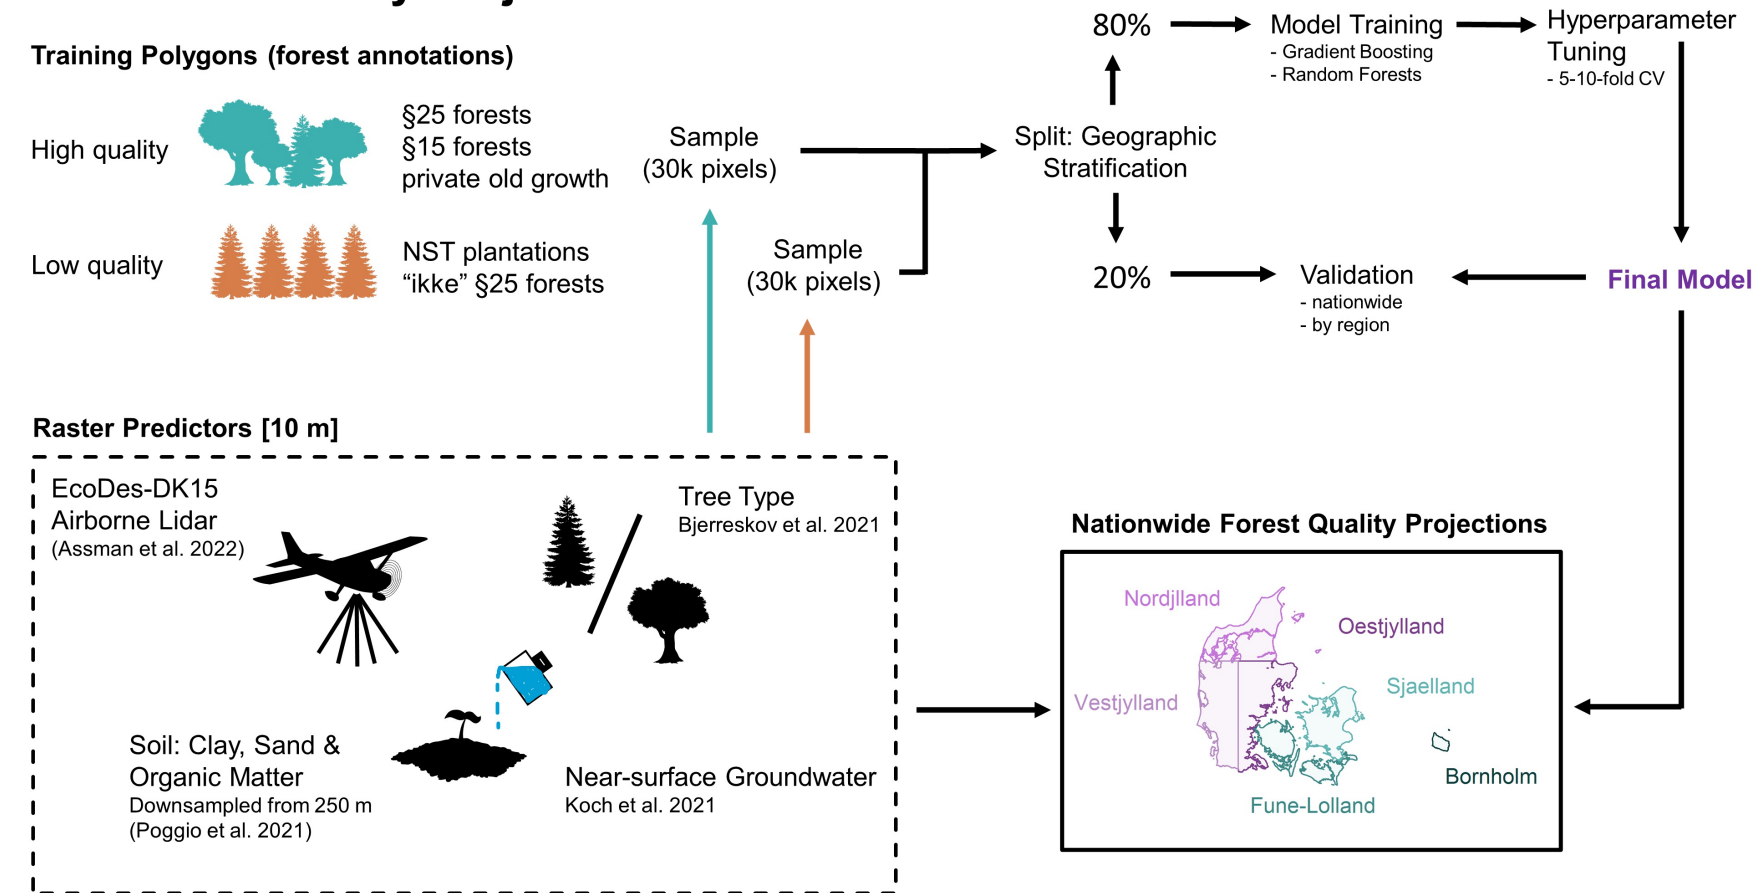 Training Polygons (forest annotations)
High quality
§25 forests
§15 forests
private old growth
Low quality
NST plantations
“ikke” §25 forests
Sample
(30k pixels)
Sample
(30k pixels)
Split: Geographic
Stratification
80%
Model Training
- Gradient Boosting
- Random Forests
Hyperparameter
Tuning
- 5-10-fold CV
20%
Validation
- nationwide
- by region
Final Model
Raster Predictors [10 m]
EcoDes-DK15
Airborne Lidar
(Assman et al. 2022)
Tree Type
Bjerreskov et al. 2021
Soil: Clay, Sand &
Organic Matter
Downsampled from 250 m
(Poggio et al. 2021)
Near-surface Groundwater
Koch et al. 2021
Nationwide Forest Quality Projections
Nordjlland
Oestjylland
Vestjylland
Sjaelland
Bornholm
Fune-Lolland